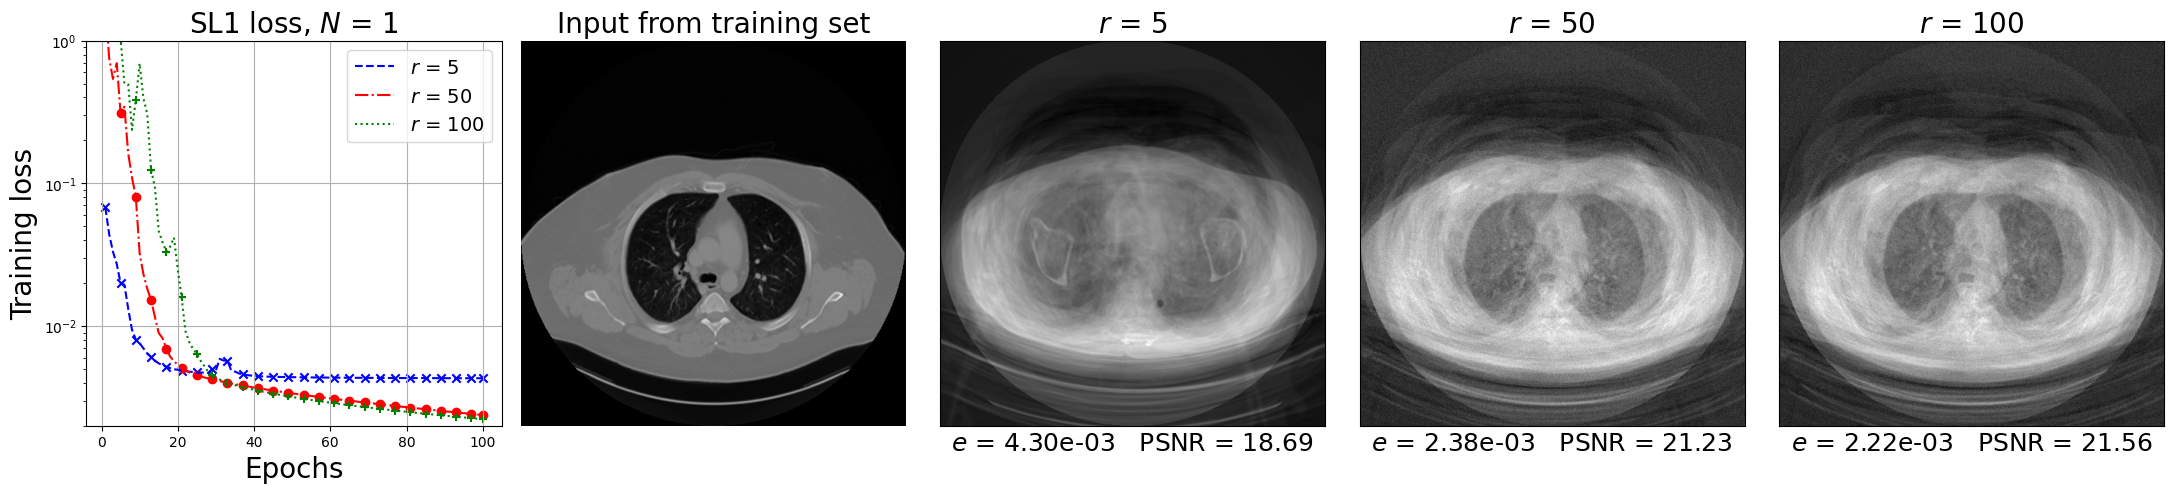 SL1 loss, N = 1
Training loss
10⁰
10⁻¹
10⁻²
r = 5
r = 50
r = 100
0 20 40 60 80 100
Epochs
Input from training set
r = 5
e = 4.30e-03 PSNR = 18.69
r = 50
e = 2.38e-03 PSNR = 21.23
r = 100
e = 2.22e-03 PSNR = 21.56